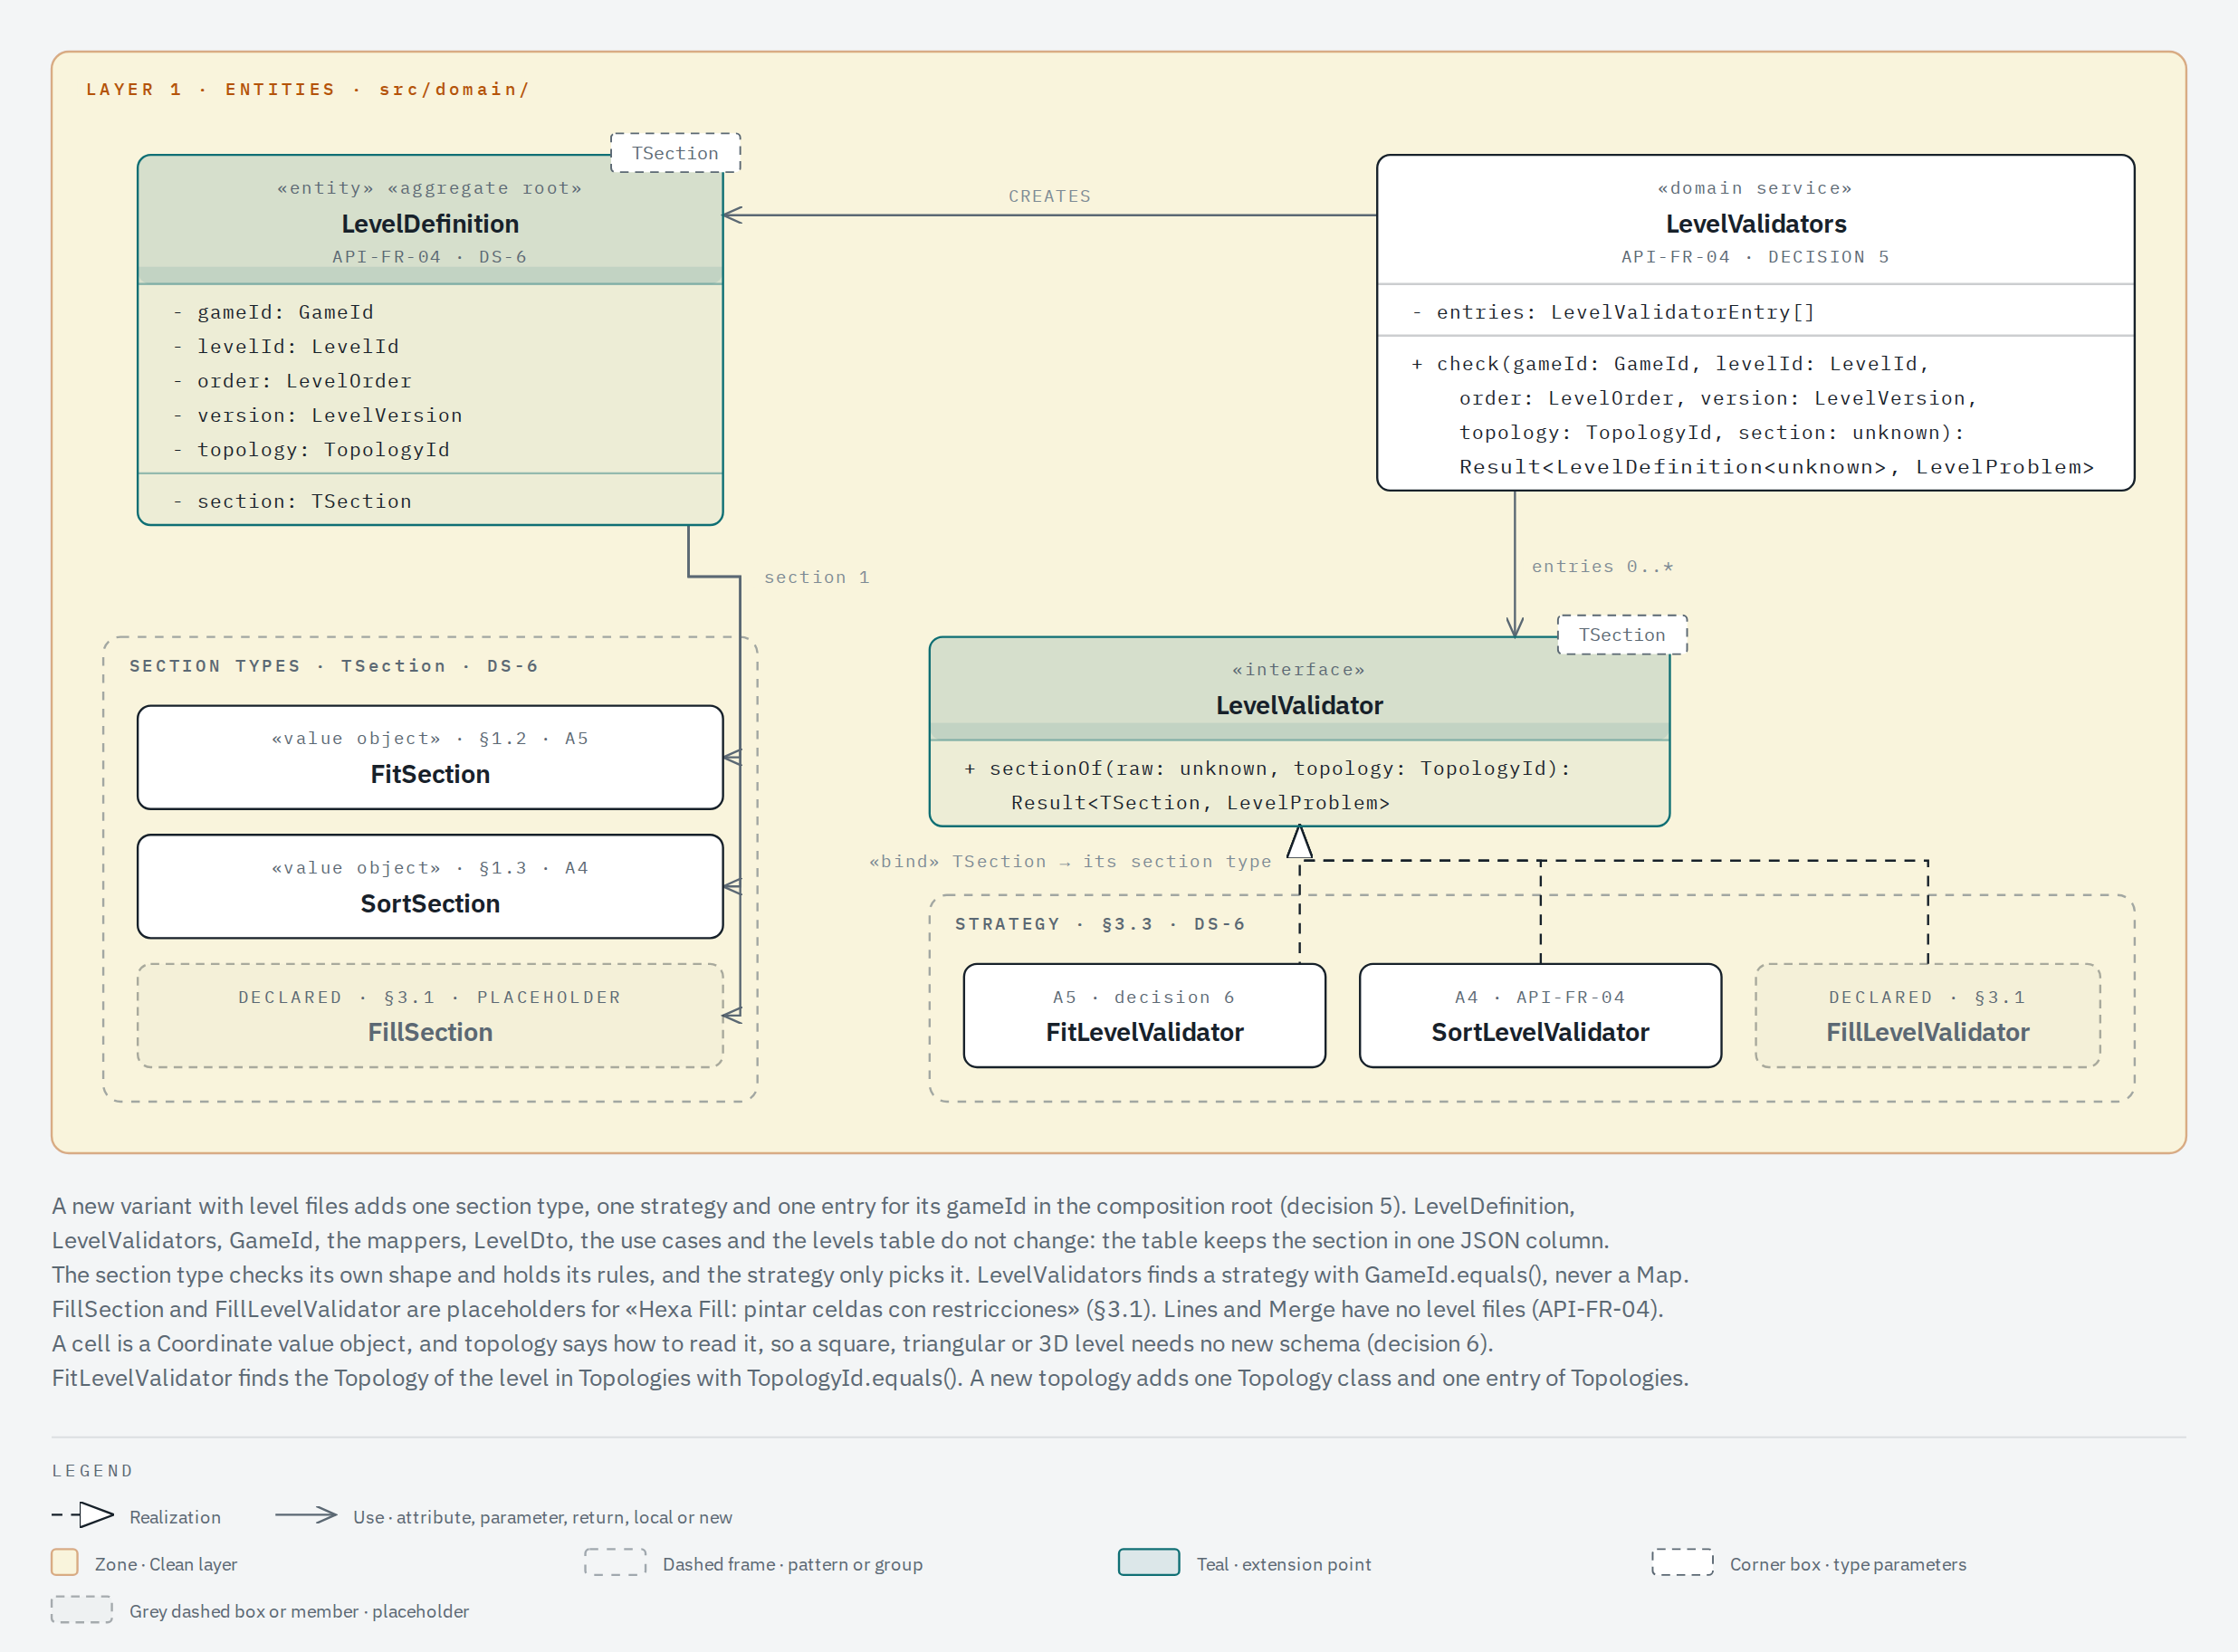 LAYER 1 · ENTITIES · src/domain/
TSection
«entity» «aggregate root»
LevelDefinition
API-FR-04 · DS-6
- gameId: GameId
- levelId: LevelId
- order: LevelOrder
- version: LevelVersion
- topology: TopologyId
- section: TSection
CREATES
«domain service»
LevelValidators
API-FR-04 · DECISION 5
- entries: LevelValidatorEntry[]
+ check(gameId: GameId, levelId: LevelId,
order: LevelOrder, version: LevelVersion,
topology: TopologyId, section: unknown):
Result<LevelDefinition<unknown>, LevelProblem>
section 1
entries 0..*
SECTION TYPES · TSection · DS-6
«value object» · §1.2 · A5
FitSection
«value object» · §1.3 · A4
SortSection
DECLARED · §3.1 · PLACEHOLDER
FillSection
TSection
«interface»
LevelValidator
+ sectionOf(raw: unknown, topology: TopologyId):
Result<TSection, LevelProblem>
«bind» TSection → its section type
STRATEGY · §3.3 · DS-6
A5 · decision 6
FitLevelValidator
A4 · API-FR-04
SortLevelValidator
DECLARED · §3.1
FillLevelValidator
A new variant with level files adds one section type, one strategy and one entry for its gameId in the composition root (decision 5). LevelDefinition,
LevelValidators, GameId, the mappers, LevelDto, the use cases and the levels table do not change: the table keeps the section in one JSON column.
The section type checks its own shape and holds its rules, and the strategy only picks it. LevelValidators finds a strategy with GameId.equals(), never a Map.
FillSection and FillLevelValidator are placeholders for «Hexa Fill: pintar celdas con restricciones» (§3.1). Lines and Merge have no level files (API-FR-04).
A cell is a Coordinate value object, and topology says how to read it, so a square, triangular or 3D level needs no new schema (decision 6).
FitLevelValidator finds the Topology of the level in Topologies with TopologyId.equals(). A new topology adds one Topology class and one entry of Topologies.
LEGEND
Realization
Use · attribute, parameter, return, local or new
Zone · Clean layer
Dashed frame · pattern or group
Teal · extension point
Corner box · type parameters
Grey dashed box or member · placeholder